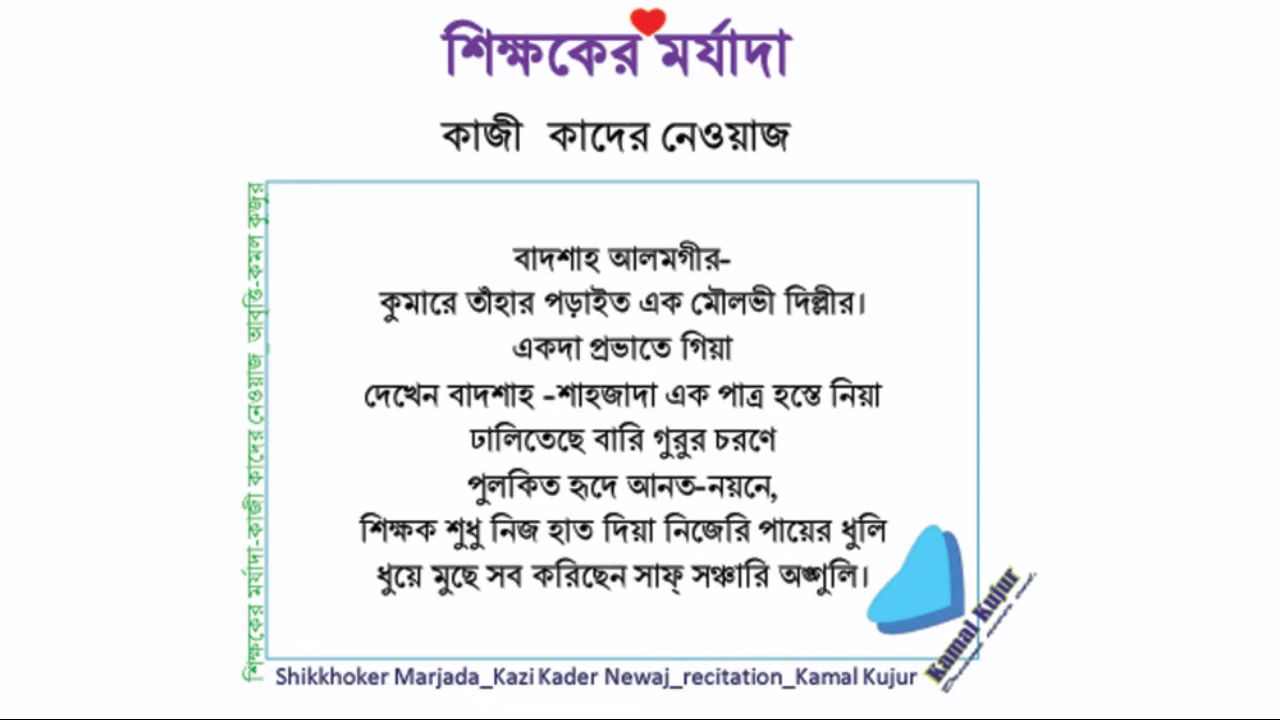 শিক্ষকের মর্যাদা
কাজী কাদের নেওয়াজ
বাদশাহ আলমগীর-
কুমারে তাঁহার পড়াইত এক মৌলভী দিল্লীর।
একদা প্রভাতে গিয়া
দেখেন বাদশাহ -শাহজাদা এক পাত্র হস্তে নিয়া
ঢালিতেছে বারি গুরুর চরণে
পুলকিত হৃদে আনত-নয়নে,
শিক্ষক শুধু নিজ হাত দিয়া নিজেরি পায়ের ধুলি
ধুয়ে মুছে সব করিছেন সাফ্ সঞ্চারি অঙ্গুলি।
শিক্ষকের মর্যাদা-কাজী কাদের নেওয়াজ_আবৃত্তি-কমল কুজুর
Kamal Kujur
Shikkhoker Marjada_Kazi Kader Newaj_recitation_Kamal Kujur